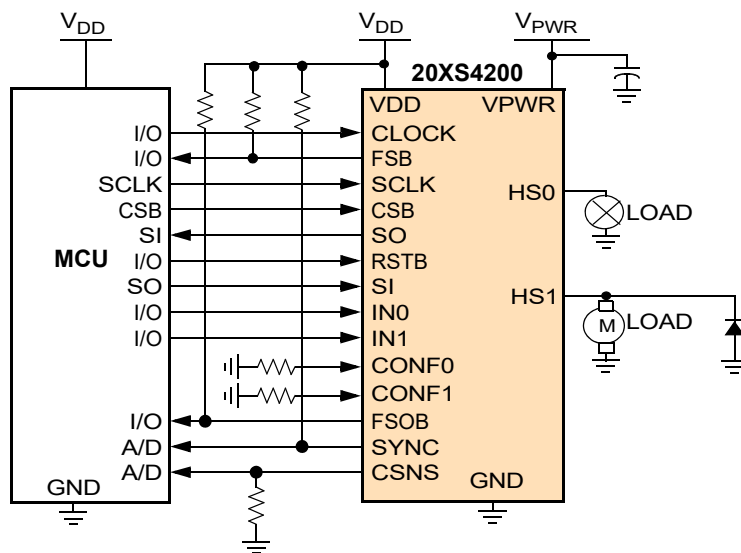 VDD
VDD
VPWR
20XS4200
VDD
VPWR
I/O
CLOCK
I/O
FSB
SCLK
SCLK
HS0
CSB
CSB
LOAD
SI
SO
MCU
I/O
RSTB
SO
SI
HS1
I/O
IN0
M
LOAD
I/O
IN1
CONF0
CONF1
I/O
FSOB
A/D
SYNC
A/D
CSNS
GND
GND